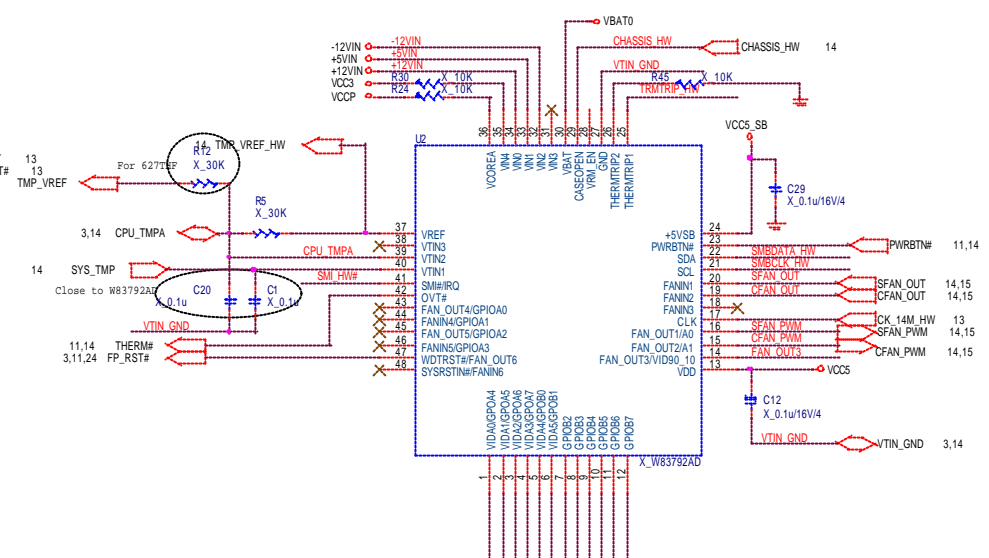 VBAT0
-12VIN -12VIN CHASSIS_HW CHASSIS_HW 14
+5VIN +5VIN
+12VIN +12VIN VTIN_GND
VCC3 R30 X_10K R45 X_10K
VCCP R24 X_10K TRMTRIP_HW
VCC5_SB
36 35 34 33 32 31 30 29 28 27 26 25
U2
14 TMP_VREF_HW
R12
X_30K
For 627THF
13
T# 13
TMP_VREF
VCOREA VIN4 VIN0 VIN1 VIN2 VIN3 VBAT CASEOPEN VRM_EN GND THERMTRIP2 THERMTRIP1
C29
X_0.1u/16V/4
R5
X_30K
3,14 CPU_TMPA
37 VREF +5VSB 24
38 VTIN3 PWRBTN# 23 PWRBTN# 11,14
CPU_TMPA 39 VTIN2 SDA 22 SMBDATA_HW
14 SYS_TMP 40 VTIN1 SCL 21 SMBCLK_HW
SMI_HW# 41 SMI#/IRQ FANIN1 20 SFAN_OUT SFAN_OUT 14,15
Close to W83792AD
C20 C1
X_0.1u X_0.1u
42 OVT# FANIN2 19 CFAN_OUT CFAN_OUT 14,15
43 FAN_OUT4/GPIOA0 FANIN3 18
44 FANIN4/GPIOA1 CLK 17 CK_14M_HW 13
VTIN_GND 45 FAN_OUT5/GPIOA2 FAN_OUT1/A0 16 SFAN_PWM SFAN_PWM 14,15
11,14 THERM# 46 FANIN5/GPIOA3 FAN_OUT2/A1 15 CFAN_PWM CFAN_PWM 14,15
3,11,24 FP_RST# 47 WDTRST#/FAN_OUT6 FAN_OUT3/VID90_10 14 FAN_OUT3
48 SYSRSTIN#/FANIN6 VDD 13 VCC5
C12
X_0.1u/16V/4
VIDA0/GPOA4 VIDA1/GPOA5 VIDA2/GPOA6 VIDA3/GPOA7 VIDA4/GPOB0 VIDA5/GPOB1 GPIOB2 GPIOB3 GPIOB4 GPIOB5 GPIOB6 GPIOB7
VTIN_GND VTIN_GND 3,14
X_W83792AD
1 2 3 4 5 6 7 8 9 10 11 12